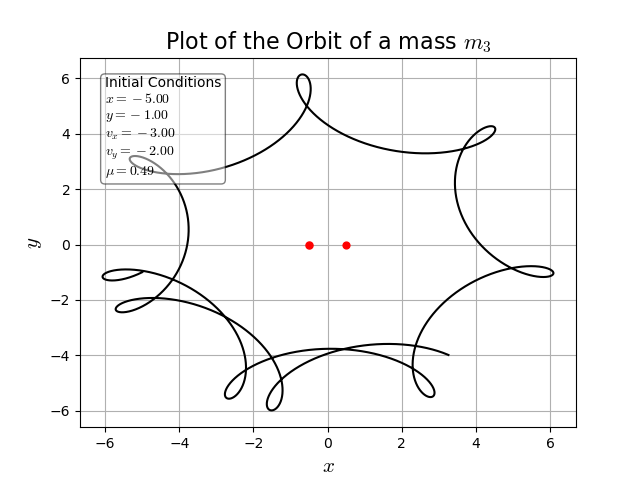 Plot of the Orbit of a mass m₃
Initial Conditions
x = −5.00
y = −1.00
vₓ = −3.00
v_y = −2.00
μ = 0.49
6
4
2
0
−2
−4
−6
y
−6 −4 −2 0 2 4 6
x